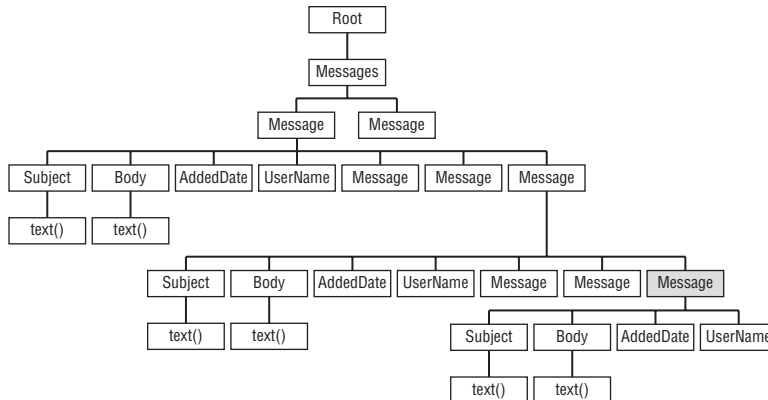 Root
Messages
Message Message
Subject Body AddedDate UserName Message Message Message
text() text()
Subject Body AddedDate UserName Message Message Message
text() text()
Subject Body AddedDate UserName
text() text()